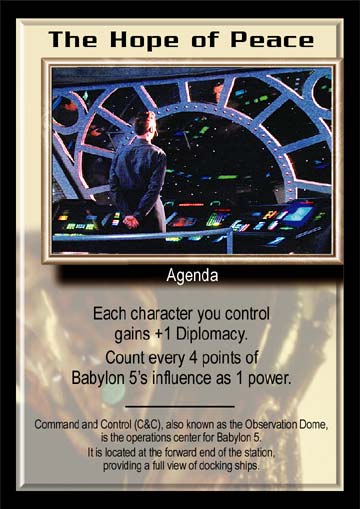 The Hope of Peace
Agenda
Each character you control
gains +1 Diplomacy.
Count every 4 points of
Babylon 5's influence as 1 power.
Command and Control (C&C), also known as the Observation Dome,
is the operations center for Babylon 5.
It is located at the forward end of the station,
providing a full view of docking ships.